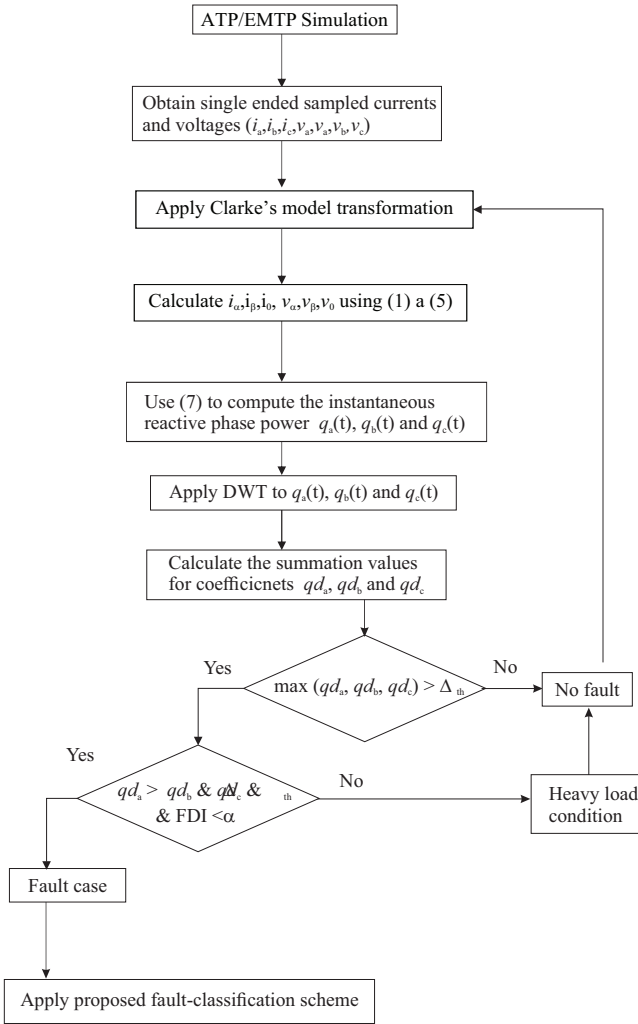 ATP/EMTP Simulation
Obtain single ended sampled currents
and voltages (iₐ,i_b,i_c,vₐ,vₐ,v_b,v_c)
Apply Clarke's model transformation
Calculate i_α,i_β,i₀, v_α,v_β,v₀ using (1) a (5)
Use (7) to compute the instantaneous
reactive phase power qₐ(t), q_b(t) and q_c(t)
Apply DWT to qₐ(t), q_b(t) and q_c(t)
Calculate the summation values
for coefficicnets qdₐ, qd_b and qd_c
Yes
max (qdₐ, qd_b, qd_c) > Δ_th
No
No fault
Yes
qdₐ > qd_b & qd_c & _th
& FDI <α
No
Heavy load
condition
Fault case
Apply proposed fault-classification scheme